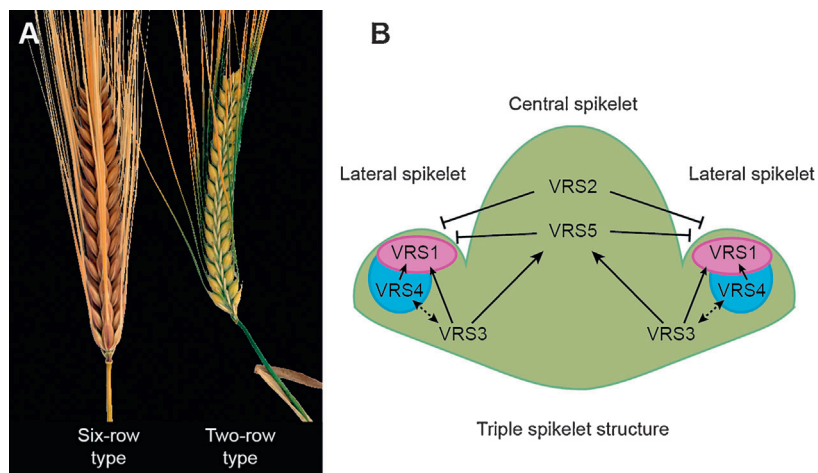 A
B
Central spikelet
Lateral spikelet
Lateral spikelet
VRS2
VRS5
VRS1
VRS1
VRS4
VRS4
VRS3
VRS3
Six-row
type
Two-row
type
Triple spikelet structure